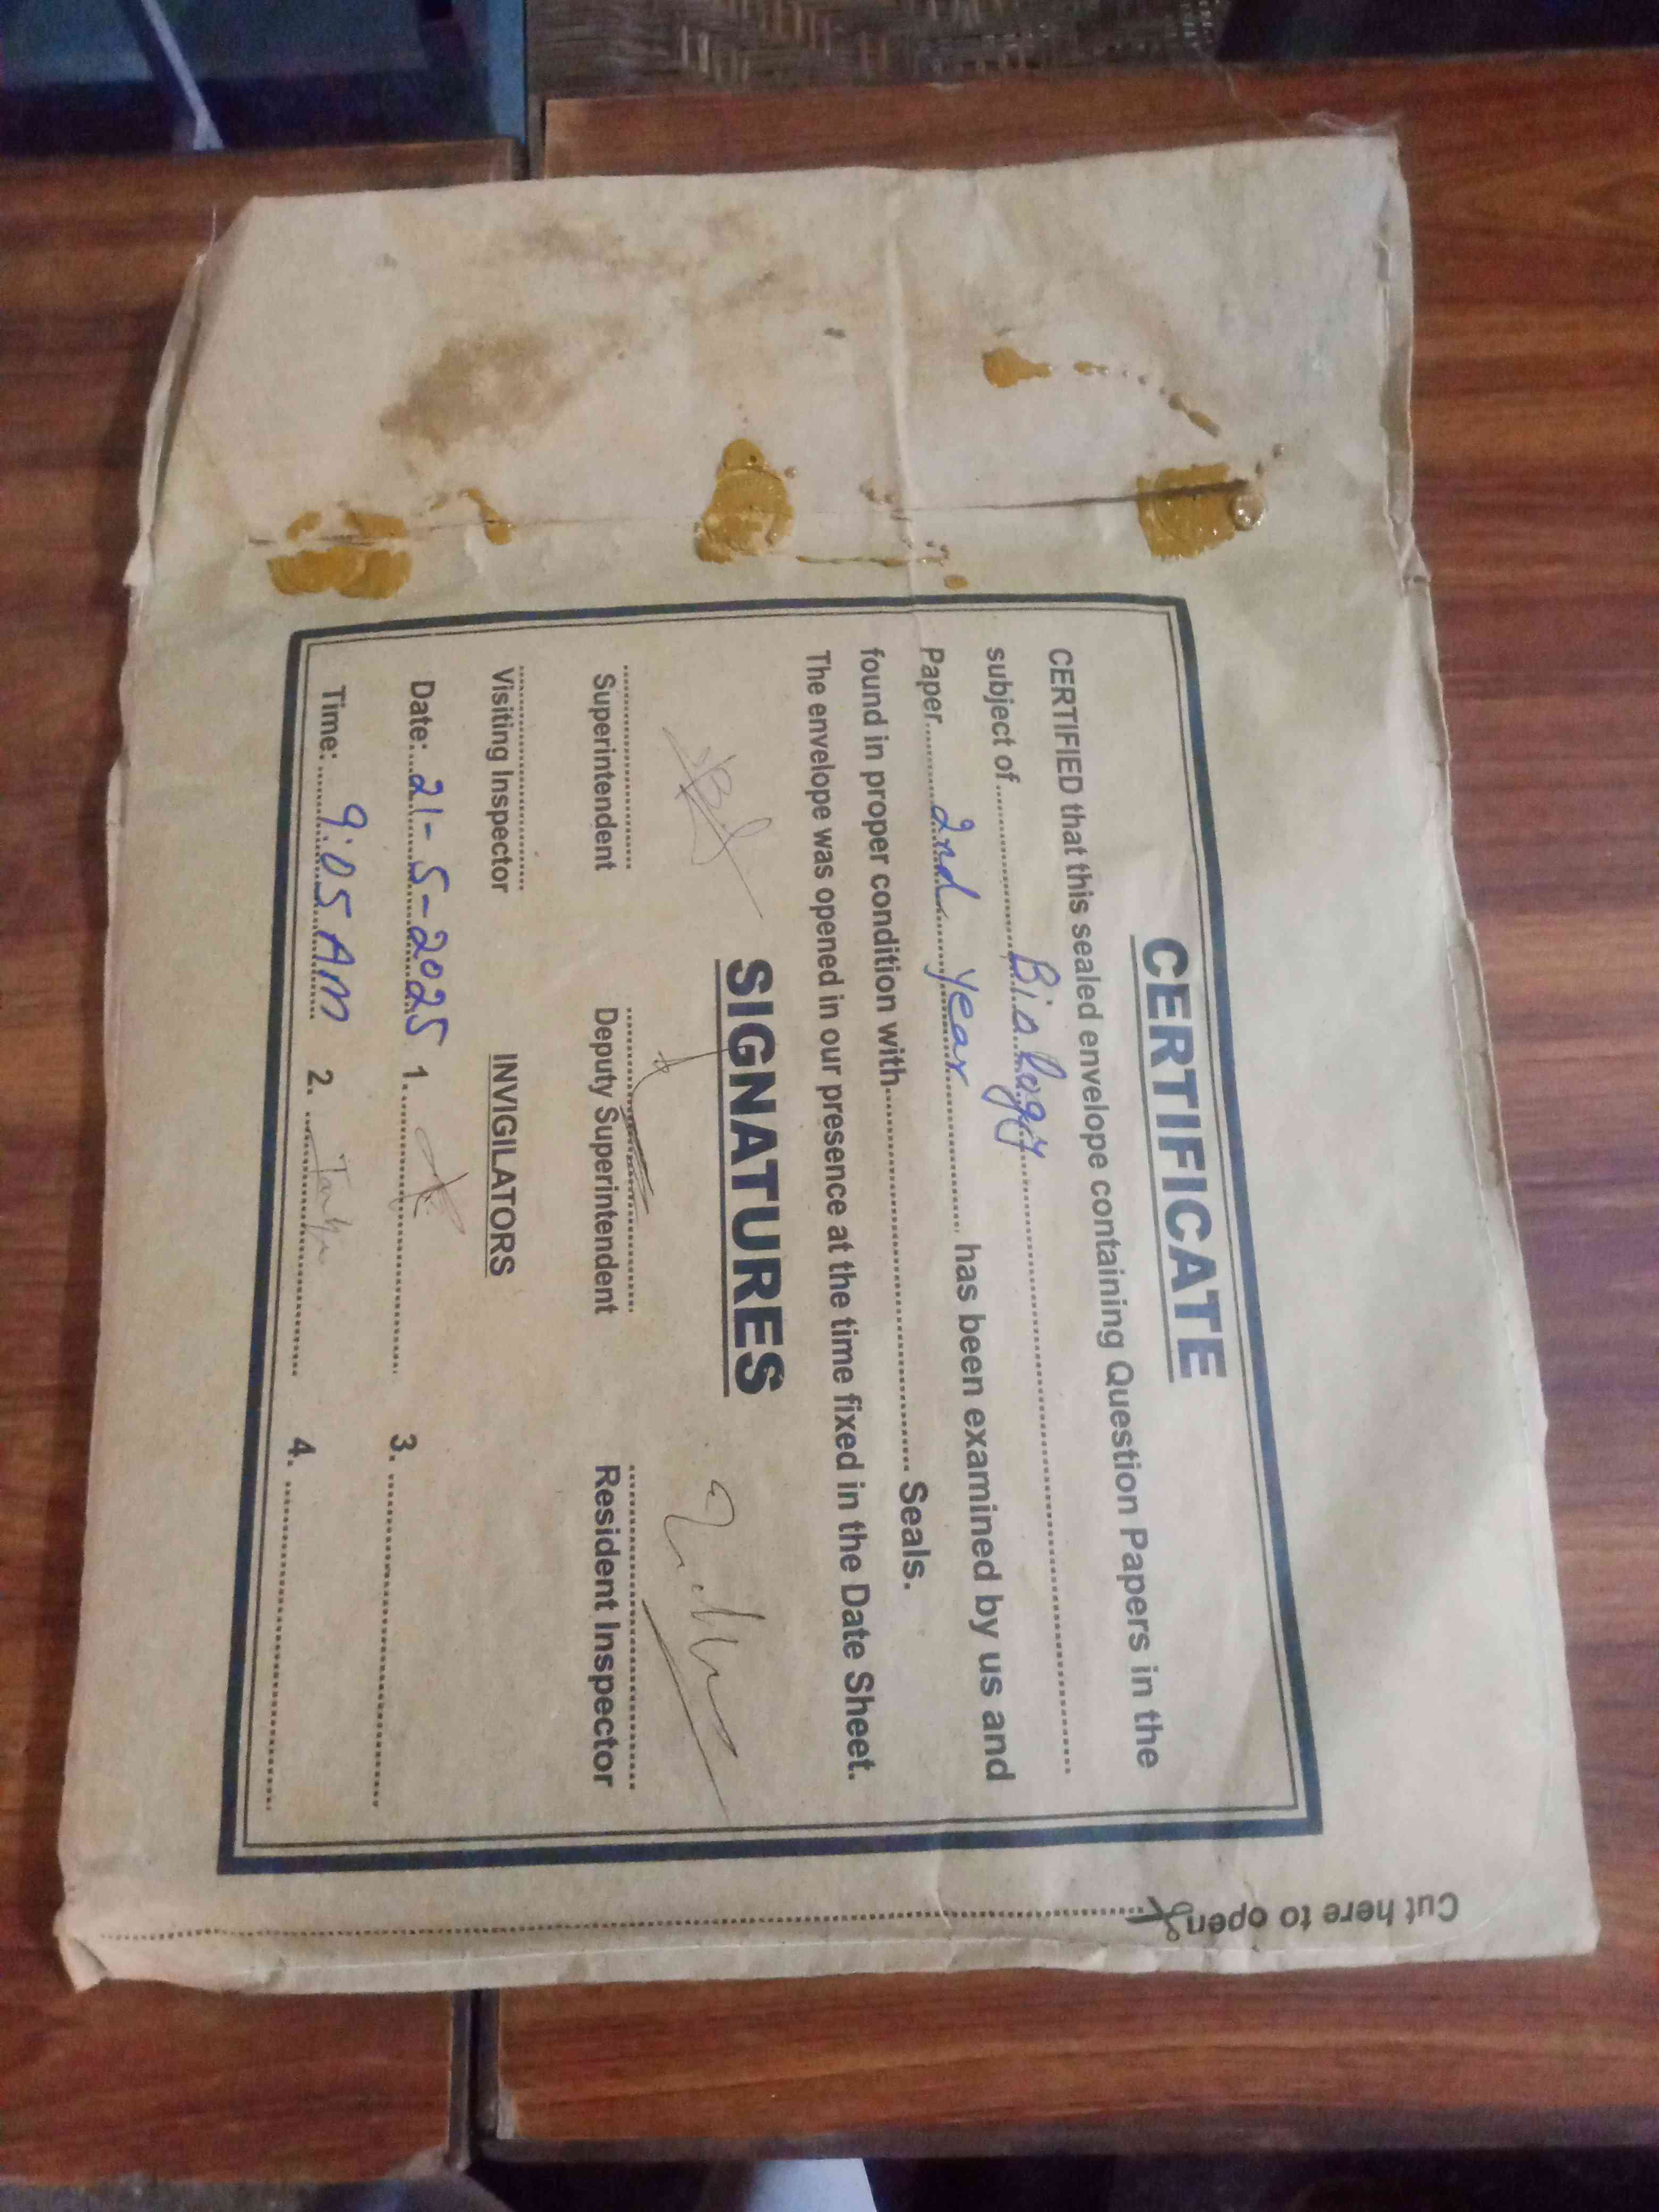 CERTIFICATE
CERTIFIED that this sealed envelope containing Question Papers in the
subject of Biology
Paper 2nd year has been examined by us and
found in proper condition with Seals.
The envelope was opened in our presence at the time fixed in the Date Sheet.
SIGNATURES
Superintendent Deputy Superintendent Resident Inspector
Visiting Inspector INVIGILATORS
Date: 21-5-2025 1. 3.
Time: 9:05 AM 2. 4.
Cut here to open